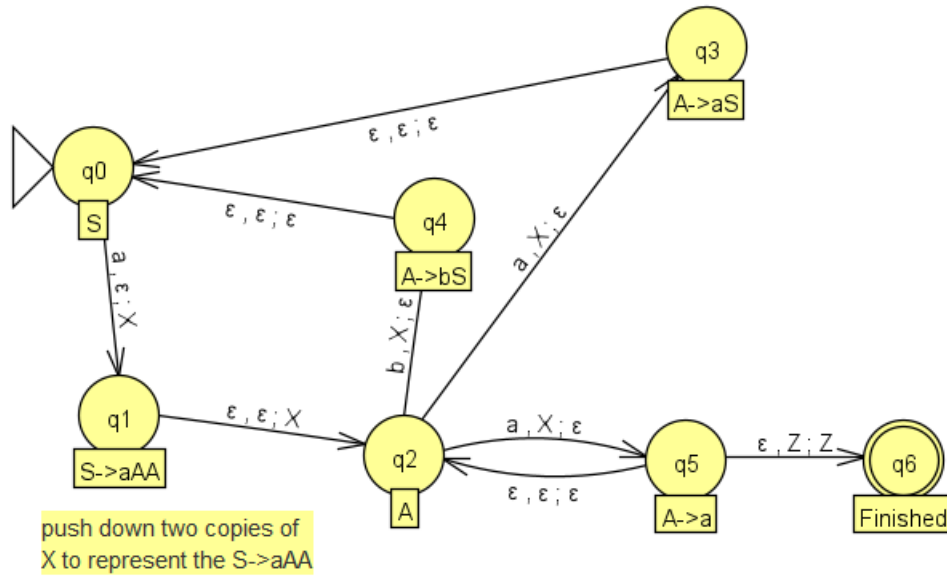 q3
A->aS
ε , ε ; ε
q0
S
ε , ε ; ε
q4
A->bS
a , X ; ε
a , ε ; X
b , X ; ε
q1
S->aAA
ε , ε ; X
q2
A
a , X ; ε
ε , ε ; ε
q5
A->a
ε , Z ; Z
q6
Finished
push down two copies of
X to represent the S->aAA